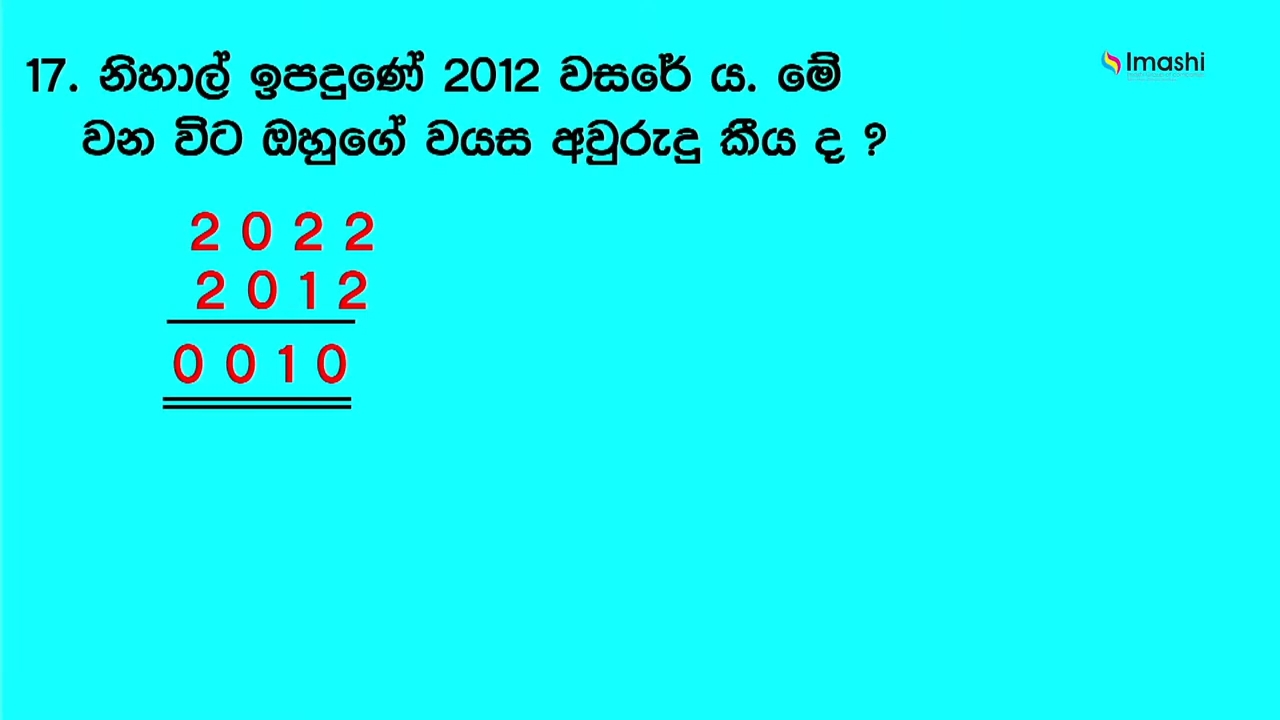 17. නිහාල් ඉපදුණේ 2012 වසරේ ය. මේ
Imashi
වන විට ඔහුගේ වයස අවුරුදු කීය ද ?
2 0 2 2
2 0 1 2
0 0 1 0